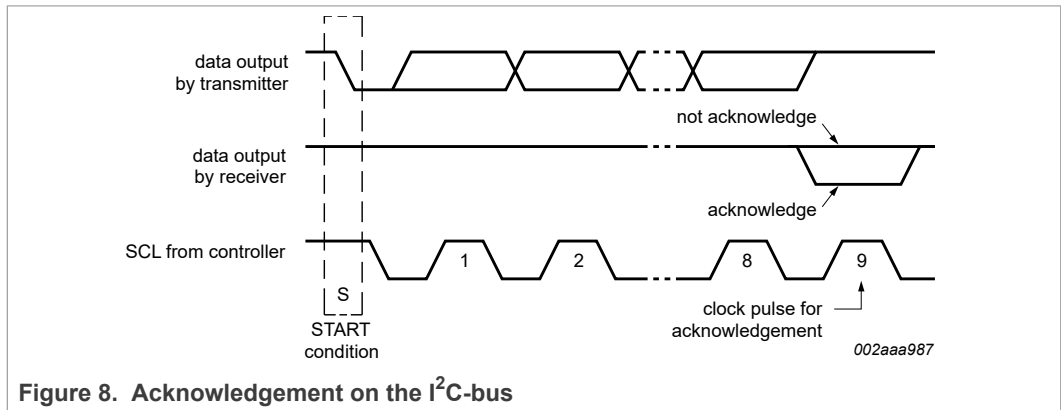 data output
by transmitter
not acknowledge
data output
by receiver
acknowledge
SCL from controller
1
2
8
9
S
START
condition
clock pulse for
acknowledgement
002aaa987
Figure 8. Acknowledgement on the I²C-bus